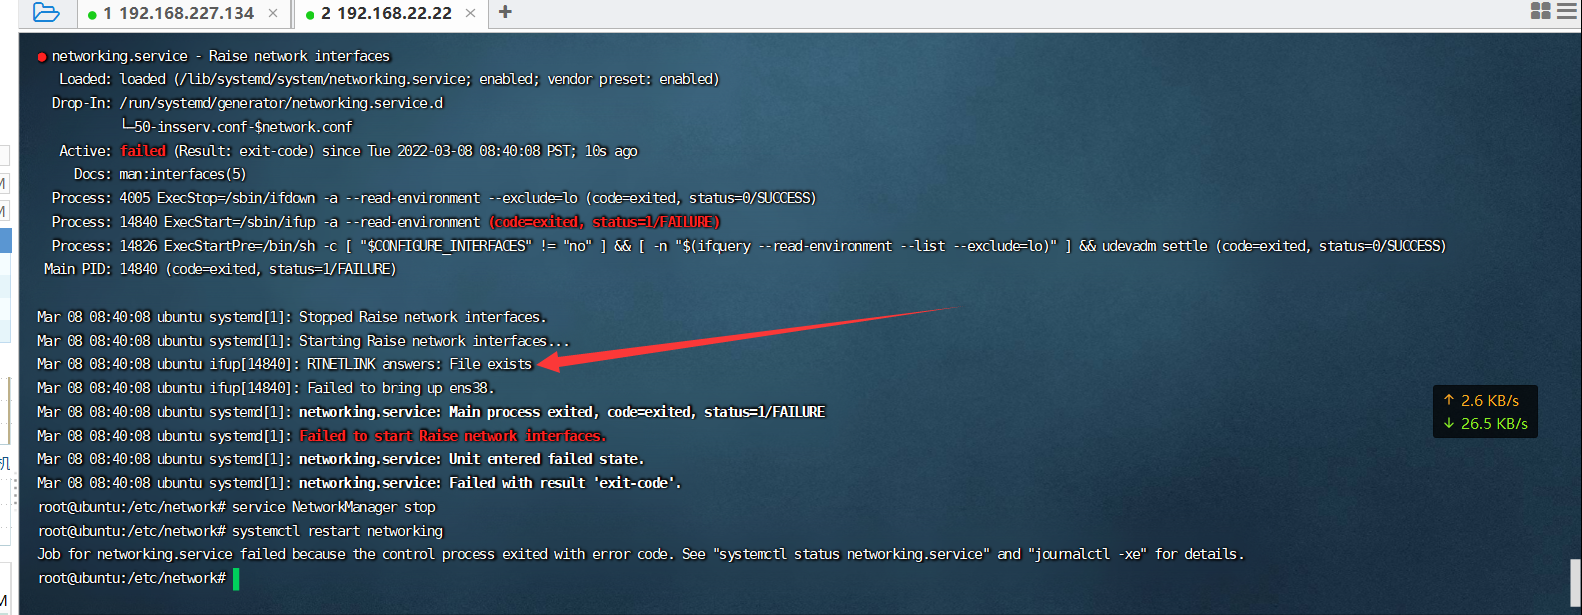 1 192.168.227.134 ×
2 192.168.22.22 × +
● networking.service - Raise network interfaces
Loaded: loaded (/lib/systemd/system/networking.service; enabled; vendor preset: enabled)
Drop-In: /run/systemd/generator/networking.service.d
└─50-insserv.conf-$network.conf
Active: failed (Result: exit-code) since Tue 2022-03-08 08:40:08 PST; 10s ago
Docs: man:interfaces(5)
Process: 4005 ExecStop=/sbin/ifdown -a --read-environment --exclude=lo (code=exited, status=0/SUCCESS)
Process: 14840 ExecStart=/sbin/ifup -a --read-environment (code=exited, status=1/FAILURE)
Process: 14826 ExecStartPre=/bin/sh -c [ "$CONFIGURE_INTERFACES" != "no" ] && [ -n "$(ifquery --read-environment --list --exclude=lo)" ] && udevadm settle (code=exited, status=0/SUCCESS)
Main PID: 14840 (code=exited, status=1/FAILURE)
Mar 08 08:40:08 ubuntu systemd[1]: Stopped Raise network interfaces.
Mar 08 08:40:08 ubuntu systemd[1]: Starting Raise network interfaces...
Mar 08 08:40:08 ubuntu ifup[14840]: RTNETLINK answers: File exists
Mar 08 08:40:08 ubuntu ifup[14840]: Failed to bring up ens38.
Mar 08 08:40:08 ubuntu systemd[1]: networking.service: Main process exited, code=exited, status=1/FAILURE
Mar 08 08:40:08 ubuntu systemd[1]: Failed to start Raise network interfaces.
Mar 08 08:40:08 ubuntu systemd[1]: networking.service: Unit entered failed state.
Mar 08 08:40:08 ubuntu systemd[1]: networking.service: Failed with result 'exit-code'.
root@ubuntu:/etc/network# service NetworkManager stop
root@ubuntu:/etc/network# systemctl restart networking
Job for networking.service failed because the control process exited with error code. See "systemctl status networking.service" and "journalctl -xe" for details.
root@ubuntu:/etc/network#
↑ 2.6 KB/s
↓ 26.5 KB/s